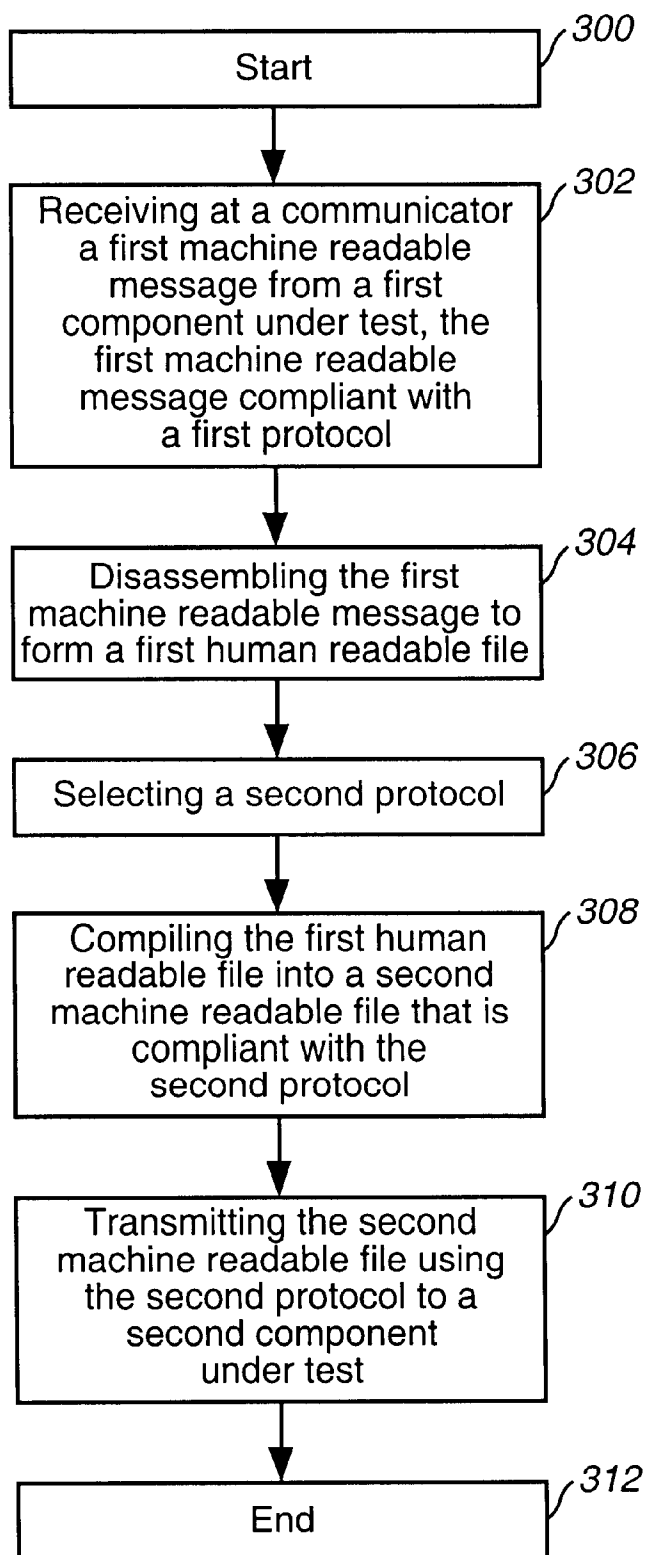 300
Start
302
Receiving at a communicator
a first machine readable
message from a first
component under test, the
first machine readable
message compliant with
a first protocol
304
Disassembling the first
machine readable message to
form a first human readable file
306
Selecting a second protocol
308
Compiling the first human
readable file into a second
machine readable file that is
compliant with the
second protocol
310
Transmitting the second
machine readable file using
the second protocol to a
second component
under test
312
End